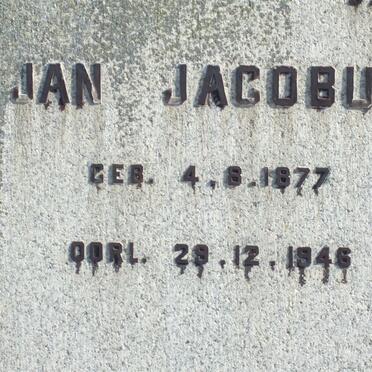 JAN JACOBU
GEB. 4.8.1877
OORL. 29.12.1946